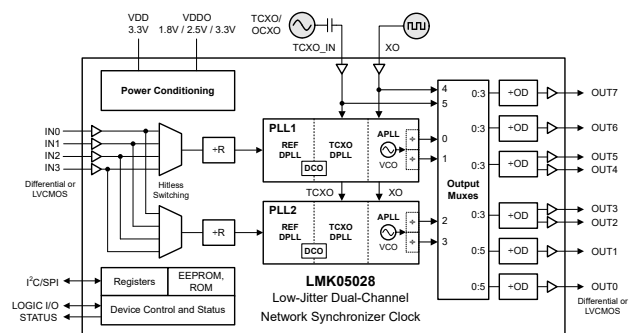 VDD
3.3V
VDDO
1.8V / 2.5V / 3.3V
TCXO/
OCXO
TCXO_IN
XO
Power Conditioning
IN0
IN1
IN2
IN3
Differential or
LVCMOS
Hitless
Switching
÷R
÷R
PLL1
REF
DPLL
TCXO
DPLL
DCO
APLL
VCO
÷
÷
TCXO
XO
PLL2
REF
DPLL
TCXO
DPLL
DCO
APLL
VCO
÷
÷
4
5
0
1
2
3
Output
Muxes
0:3
0:3
0:3
0:3
0:5
0:5
÷OD
÷OD
÷OD
÷OD
÷OD
÷OD
OUT7
OUT6
OUT5
OUT4
OUT3
OUT2
OUT1
OUT0
Differential or
LVCMOS
I²C/SPI
LOGIC I/O
STATUS
Registers
EEPROM,
ROM
Device Control and Status
LMK05028
Low-Jitter Dual-Channel
Network Synchronizer Clock